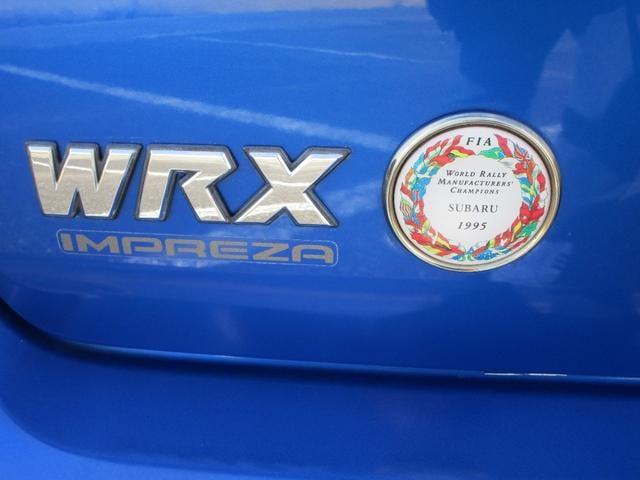 WRX
IMPREZA
FIA
WORLD RALLY
MANUFACTURERS'
CHAMPIONS
SUBARU
1995